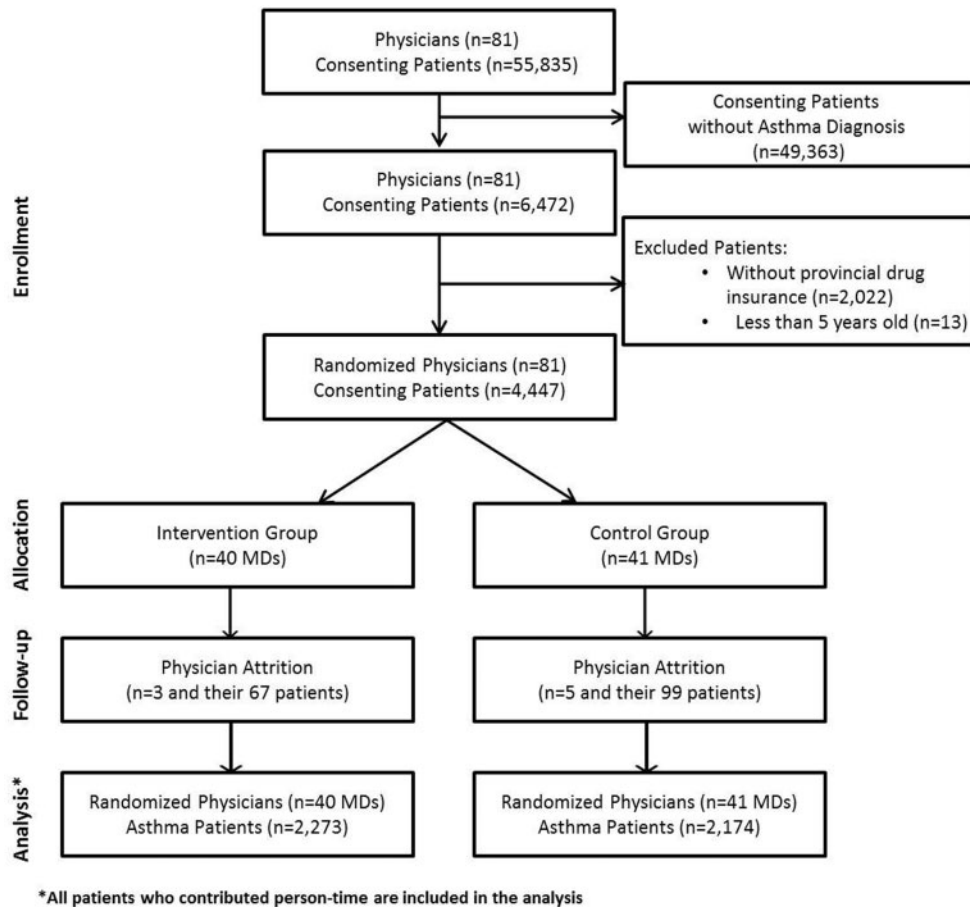 Physicians (n=81)
Consenting Patients (n=55,835)
Consenting Patients
without Asthma Diagnosis
(n=49,363)
Physicians (n=81)
Consenting Patients (n=6,472)
Excluded Patients:
• Without provincial drug
insurance (n=2,022)
• Less than 5 years old (n=13)
Randomized Physicians (n=81)
Consenting Patients (n=4,447)
Enrollment
Intervention Group
(n=40 MDs)
Control Group
(n=41 MDs)
Allocation
Physician Attrition
(n=3 and their 67 patients)
Physician Attrition
(n=5 and their 99 patients)
Follow-up
Randomized Physicians (n=40 MDs)
Asthma Patients (n=2,273)
Randomized Physicians (n=41 MDs)
Asthma Patients (n=2,174)
Analysis*
*All patients who contributed person-time are included in the analysis